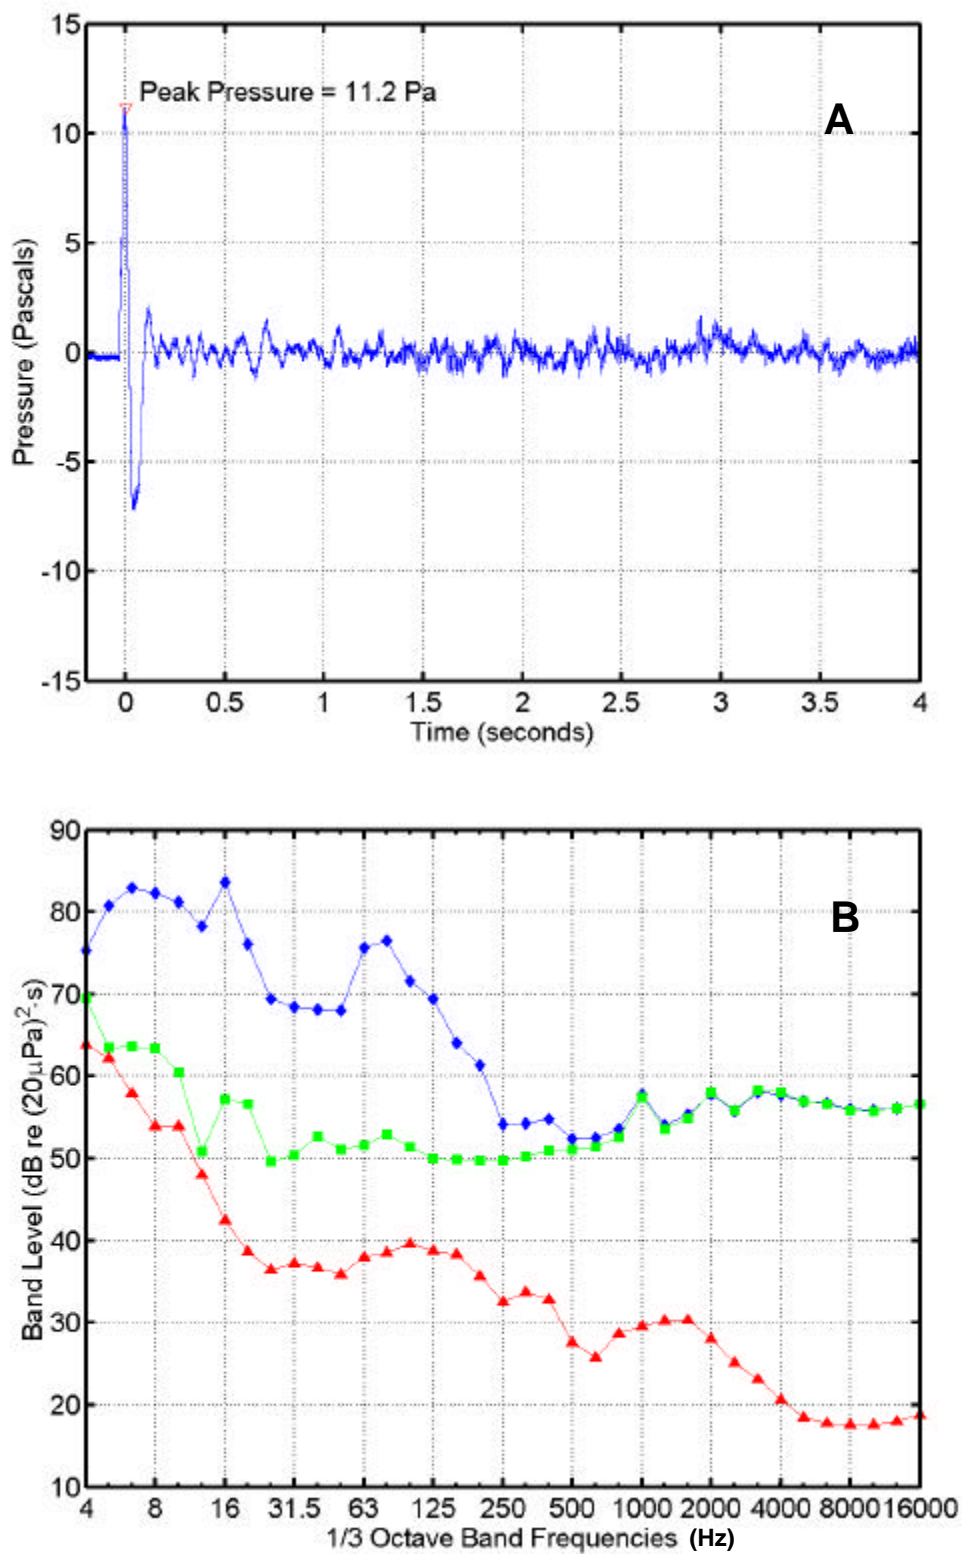 15
10
5
0
-5
-10
-15
Pressure (Pascals)
Peak Pressure = 11.2 Pa
A
0 0.5 1 1.5 2 2.5 3 3.5 4
Time (seconds)
90
80
70
60
50
40
30
20
10
Band Level (dB re (20µPa)²·s)
B
4 8 16 31.5 63 125 250 500 1000 2000 4000 8000 16000
1/3 Octave Band Frequencies (Hz)